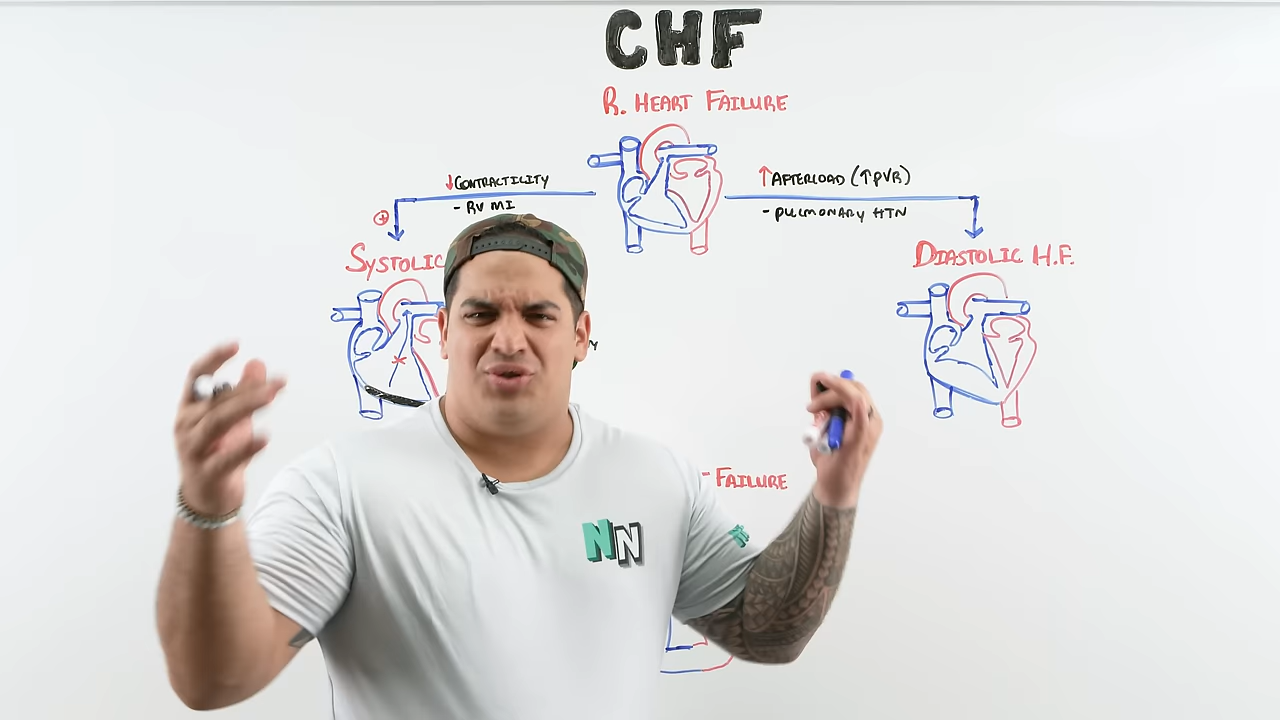 CHF
R. HEART FAILURE
↓CONTRACTILITY
- RV MI
↑AFTERLOAD (↑PVR)
- PULMONARY HTN
+
SYSTOLIC
DIASTOLIC H.F.
- FAILURE
NN